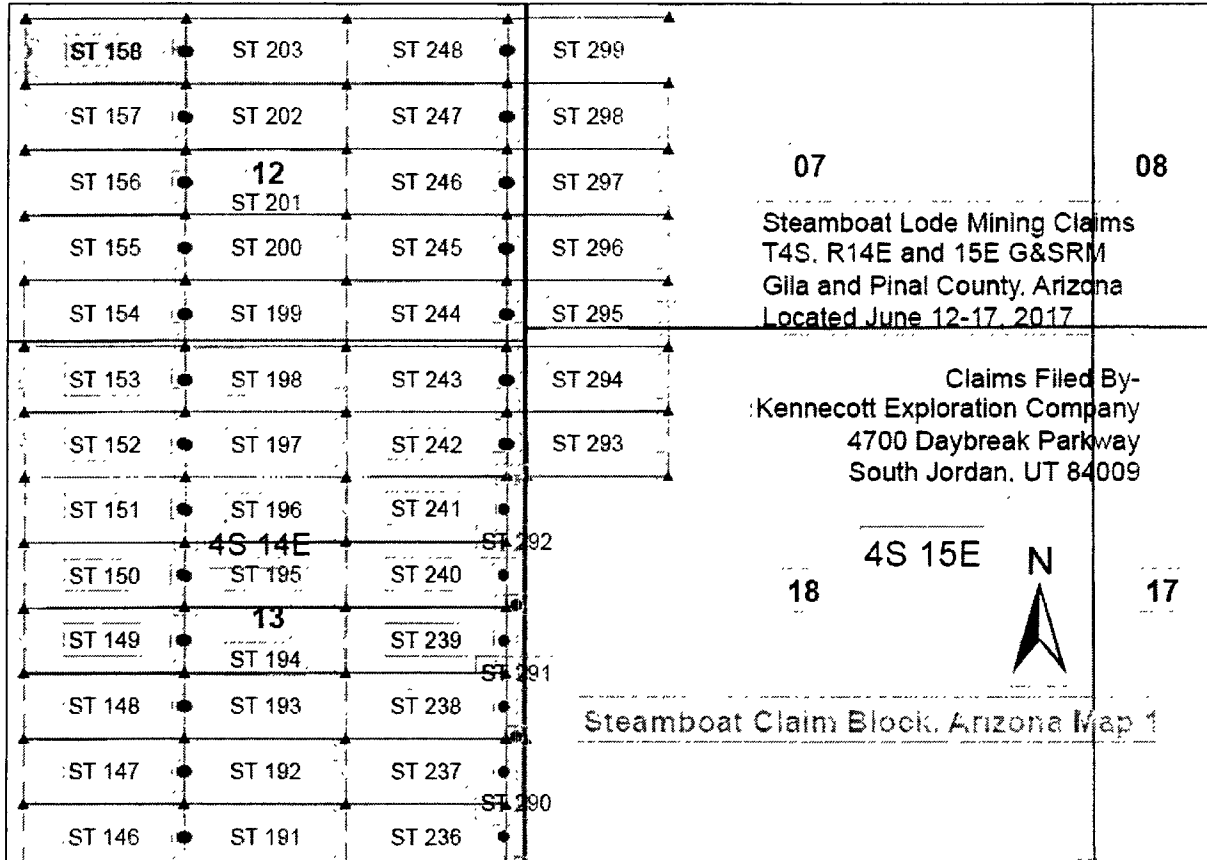 ST 158 ST 203 ST 248 ST 299
ST 157 ST 202 ST 247 ST 298
ST 156 12 ST 246 ST 297 07 08
ST 201
Steamboat Lode Mining Claims
ST 155 ST 200 ST 245 ST 296
T4S, R14E and 15E G&SRM
Gila and Pinal County, Arizona
ST 154 ST 199 ST 244 ST 295
Located June 12-17, 2017
ST 153 ST 198 ST 243 ST 294
Claims Filed By-
Kennecott Exploration Company
ST 152 ST 197 ST 242 ST 293
4700 Daybreak Parkway
South Jordan, UT 84009
ST 151 ST 196 ST 241
4S 14E ST 292 4S 15E N
ST 150 ST 195 ST 240
18 17
13
ST 149 ST 239
ST 194 ST 291
ST 148 ST 193 ST 238
Steamboat Claim Block, Arizona Map 1
ST 147 ST 192 ST 237
ST 290
ST 146 ST 191 ST 236